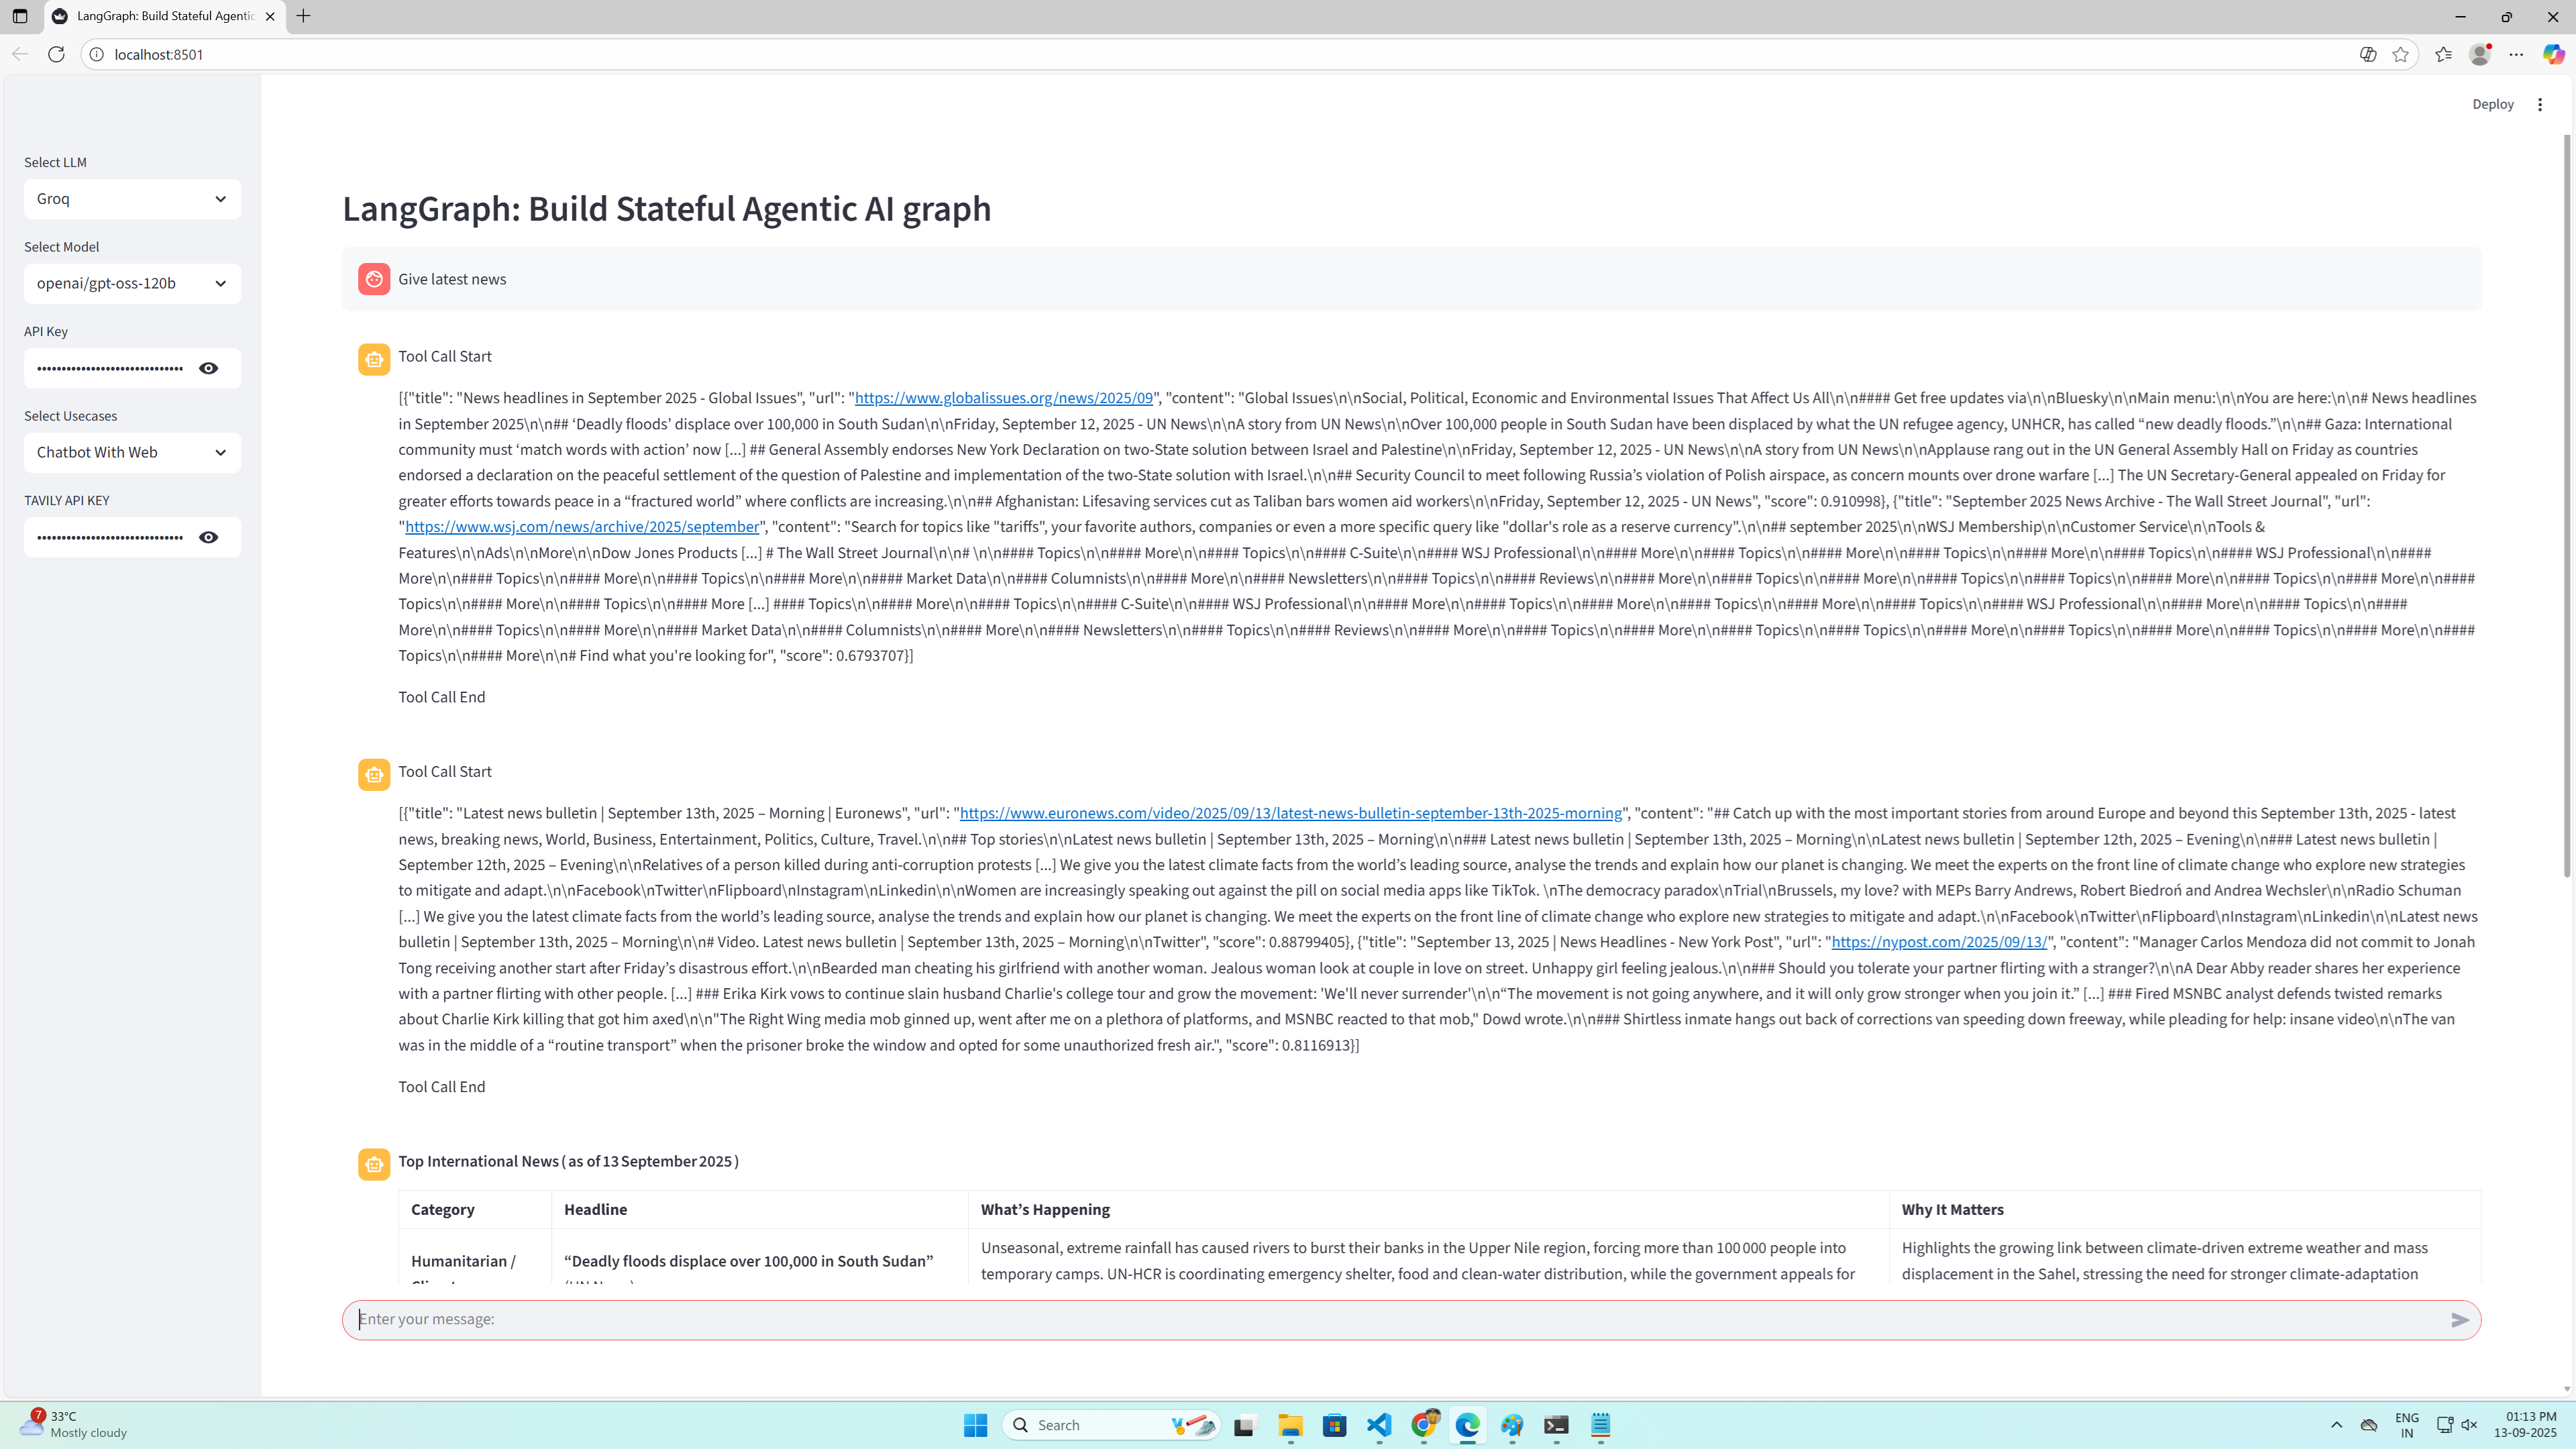 LangGraph: Build Stateful Agentic
localhost:8501
Deploy
Select LLM
Groq
Select Model
openai/gpt-oss-120b
API Key
••••••••••••••••••••••••••••••
Select Usecases
Chatbot With Web
TAVILY API KEY
••••••••••••••••••••••••••••••
LangGraph: Build Stateful Agentic AI graph
Give latest news
Tool Call Start
[{"title": "News headlines in September 2025 - Global Issues", "url": "https://www.globalissues.org/news/2025/09", "content": "Global Issues\n\nSocial, Political, Economic and Environmental Issues That Affect Us All\n\n#### Get free updates via\n\nBluesky\n\nMain menu:\n\nYou are here:\n\n# News headlines
in September 2025\n\n## ‘Deadly floods’ displace over 100,000 in South Sudan\n\nFriday, September 12, 2025 - UN News\n\nA story from UN News\n\nOver 100,000 people in South Sudan have been displaced by what the UN refugee agency, UNHCR, has called “new deadly floods.”\n\n## Gaza: International
community must ‘match words with action’ now [...] ## General Assembly endorses New York Declaration on two-State solution between Israel and Palestine\n\nFriday, September 12, 2025 - UN News\n\nA story from UN News\n\nApplause rang out in the UN General Assembly Hall on Friday as countries
endorsed a declaration on the peaceful settlement of the question of Palestine and implementation of the two-State solution with Israel.\n\n## Security Council to meet following Russia’s violation of Polish airspace, as concern mounts over drone warfare [...] The UN Secretary-General appealed on Friday for
greater efforts towards peace in a “fractured world” where conflicts are increasing.\n\n## Afghanistan: Lifesaving services cut as Taliban bars women aid workers\n\nFriday, September 12, 2025 - UN News", "score": 0.910998}, {"title": "September 2025 News Archive - The Wall Street Journal", "url":
"https://www.wsj.com/news/archive/2025/september", "content": "Search for topics like "tariffs", your favorite authors, companies or even a more specific query like "dollar's role as a reserve currency".\n\n## september 2025\n\nWSJ Membership\n\nCustomer Service\n\nTools &
Features\n\nAds\n\nMore\n\nDow Jones Products [...] # The Wall Street Journal\n\n# \n\n#### Topics\n\n#### More\n\n#### Topics\n\n#### C-Suite\n\n#### WSJ Professional\n\n#### More\n\n#### Topics\n\n#### More\n\n#### Topics\n\n#### More\n\n#### Topics\n\n#### WSJ Professional\n\n####
More\n\n#### Topics\n\n#### More\n\n#### Topics\n\n#### More\n\n#### Market Data\n\n#### Columnists\n\n#### More\n\n#### Newsletters\n\n#### Topics\n\n#### Reviews\n\n#### More\n\n#### Topics\n\n#### More\n\n#### Topics\n\n#### Topics\n\n#### More\n\n#### Topics\n\n#### More\n\n####
Topics\n\n#### More\n\n#### Topics\n\n#### More [...] #### Topics\n\n#### More\n\n#### Topics\n\n#### C-Suite\n\n#### WSJ Professional\n\n#### More\n\n#### Topics\n\n#### More\n\n#### Topics\n\n#### More\n\n#### Topics\n\n#### WSJ Professional\n\n#### More\n\n#### Topics\n\n####
More\n\n#### Topics\n\n#### More\n\n#### Market Data\n\n#### Columnists\n\n#### More\n\n#### Newsletters\n\n#### Topics\n\n#### Reviews\n\n#### More\n\n#### Topics\n\n#### More\n\n#### Topics\n\n#### Topics\n\n#### More\n\n#### Topics\n\n#### More\n\n#### Topics\n\n#### More\n\n####
Topics\n\n#### More\n\n# Find what you're looking for", "score": 0.6793707}]
Tool Call End
Tool Call Start
[{"title": "Latest news bulletin | September 13th, 2025 – Morning | Euronews", "url": "https://www.euronews.com/video/2025/09/13/latest-news-bulletin-september-13th-2025-morning", "content": "## Catch up with the most important stories from around Europe and beyond this September 13th, 2025 - latest
news, breaking news, World, Business, Entertainment, Politics, Culture, Travel.\n\n## Top stories\n\nLatest news bulletin | September 13th, 2025 – Morning\n\n### Latest news bulletin | September 13th, 2025 – Morning\n\nLatest news bulletin | September 12th, 2025 – Evening\n\n### Latest news bulletin |
September 12th, 2025 – Evening\n\nRelatives of a person killed during anti-corruption protests [...] We give you the latest climate facts from the world’s leading source, analyse the trends and explain how our planet is changing. We meet the experts on the front line of climate change who explore new strategies
to mitigate and adapt.\n\nFacebook\nTwitter\nFlipboard\nInstagram\nLinkedin\n\nWomen are increasingly speaking out against the pill on social media apps like TikTok. \nThe democracy paradox\nTrial\nBrussels, my love? with MEPs Barry Andrews, Robert Biedroń and Andrea Wechsler\n\nRadio Schuman
[...] We give you the latest climate facts from the world’s leading source, analyse the trends and explain how our planet is changing. We meet the experts on the front line of climate change who explore new strategies to mitigate and adapt.\n\nFacebook\nTwitter\nFlipboard\nInstagram\nLinkedin\n\nLatest news
bulletin | September 13th, 2025 – Morning\n\n# Video. Latest news bulletin | September 13th, 2025 – Morning\n\nTwitter", "score": 0.88799405}, {"title": "September 13, 2025 | News Headlines - New York Post", "url": "https://nypost.com/2025/09/13/", "content": "Manager Carlos Mendoza did not commit to Jonah
Tong receiving another start after Friday’s disastrous effort.\n\nBearded man cheating his girlfriend with another woman. Jealous woman look at couple in love on street. Unhappy girl feeling jealous.\n\n### Should you tolerate your partner flirting with a stranger?\n\nA Dear Abby reader shares her experience
with a partner flirting with other people. [...] ### Erika Kirk vows to continue slain husband Charlie's college tour and grow the movement: 'We'll never surrender'\n\n“The movement is not going anywhere, and it will only grow stronger when you join it.” [...] ### Fired MSNBC analyst defends twisted remarks
about Charlie Kirk killing that got him axed\n\n"The Right Wing media mob ginned up, went after me on a plethora of platforms, and MSNBC reacted to that mob," Dowd wrote.\n\n### Shirtless inmate hangs out back of corrections van speeding down freeway, while pleading for help: insane video\n\nThe van
was in the middle of a “routine transport” when the prisoner broke the window and opted for some unauthorized fresh air.", "score": 0.8116913}]
Tool Call End
Top International News ( as of 13 September 2025 )
Category Headline What’s Happening Why It Matters
Humanitarian /
“Deadly floods displace over 100,000 in South Sudan”
Unseasonal, extreme rainfall has caused rivers to burst their banks in the Upper Nile region, forcing more than 100 000 people into
temporary camps. UN-HCR is coordinating emergency shelter, food and clean-water distribution, while the government appeals for
Highlights the growing link between climate-driven extreme weather and mass
displacement in the Sahel, stressing the need for stronger climate-adaptation
Enter your message:
7
33°C
Mostly cloudy
Search
ENG
IN
01:13 PM
13-09-2025